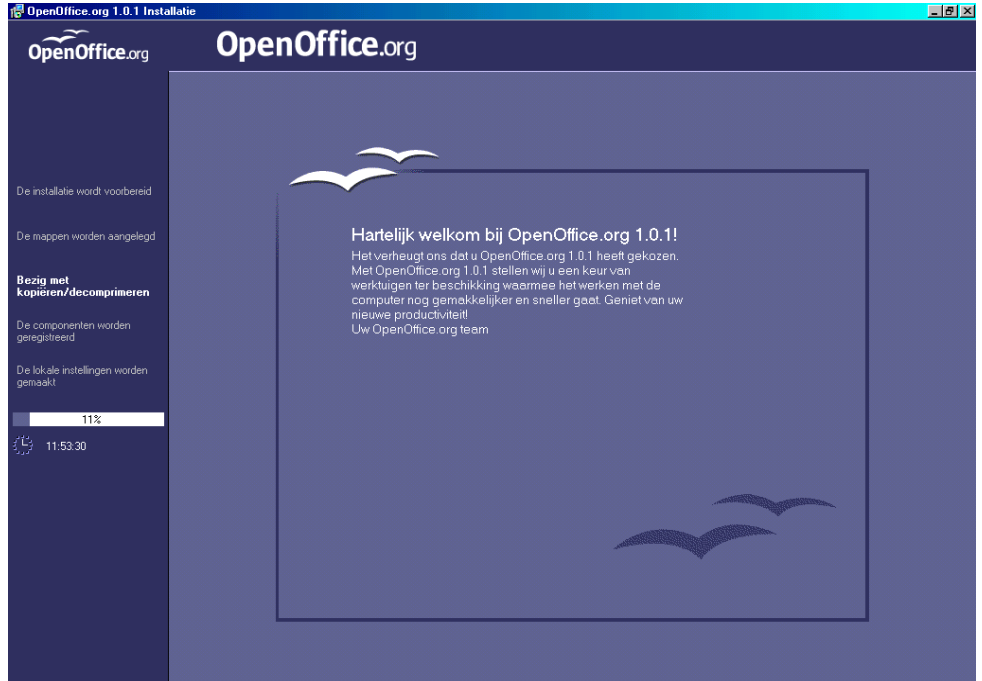 OpenOffice.org 1.0.1 Installatie
OpenOffice.org
OpenOffice.org
De installatie wordt voorbereid
De mappen worden aangelegd
Bezig met
kopiëren/decomprimeren
De componenten worden
geregistreerd
De lokale instellingen worden
gemaakt
11%
11:53:30
Hartelijk welkom bij OpenOffice.org 1.0.1!
Het verheugt ons dat u OpenOffice.org 1.0.1 heeft gekozen.
Met OpenOffice.org 1.0.1 stellen wij u een keur van
werktuigen ter beschikking waarmee het werken met de
computer nog gemakkelijker en sneller gaat. Geniet van uw
nieuwe productiviteit!
Uw OpenOffice.org team